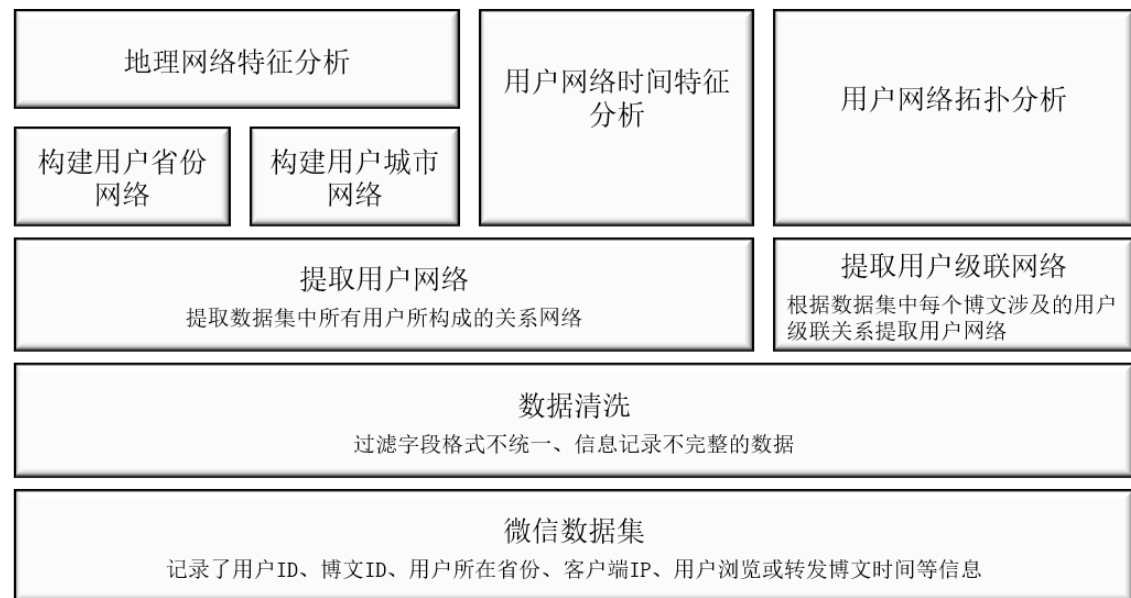 地理网络特征分析
用户网络时间特征
分析
用户网络拓扑分析
构建用户省份
网络
构建用户城市
网络
提取用户网络
提取数据集中所有用户所构成的关系网络
提取用户级联网络
根据数据集中每个博文涉及的用户
级联关系提取用户网络
数据清洗
过滤字段格式不统一、信息记录不完整的数据
微信数据集
记录了用户ID、博文ID、用户所在省份、客户端IP、用户浏览或转发博文时间等信息